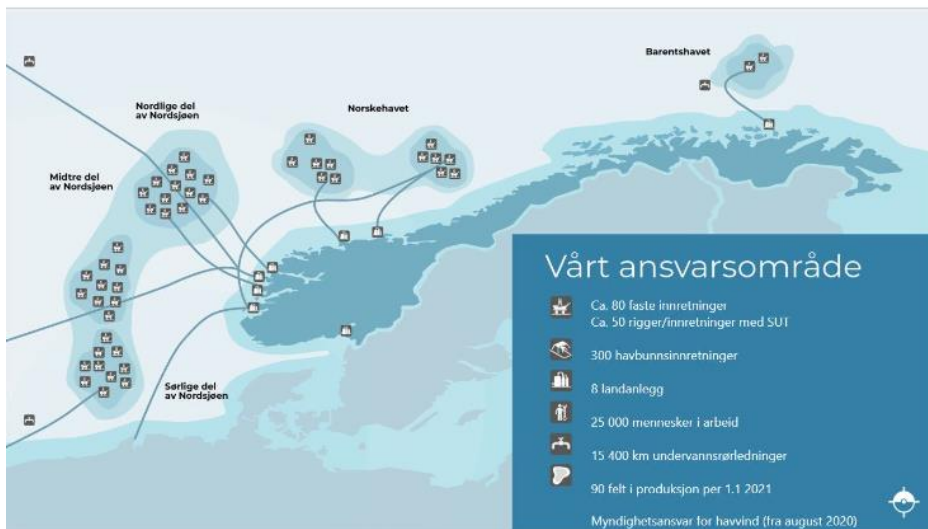 Barentshavet
Nordlige del
av Nordsjøen
Norskehavet
Midtre del
av Nordsjøen
Sørlige del
av Nordsjøen
Vårt ansvarsområde
Ca. 80 faste innretninger
Ca. 50 rigger/innretninger med SUT
300 havbunnsinnretninger
8 landanlegg
25 000 mennesker i arbeid
15 400 km undervannsrørledninger
90 felt i produksjon per 1.1 2021
Myndighetsansvar for havvind (fra august 2020)